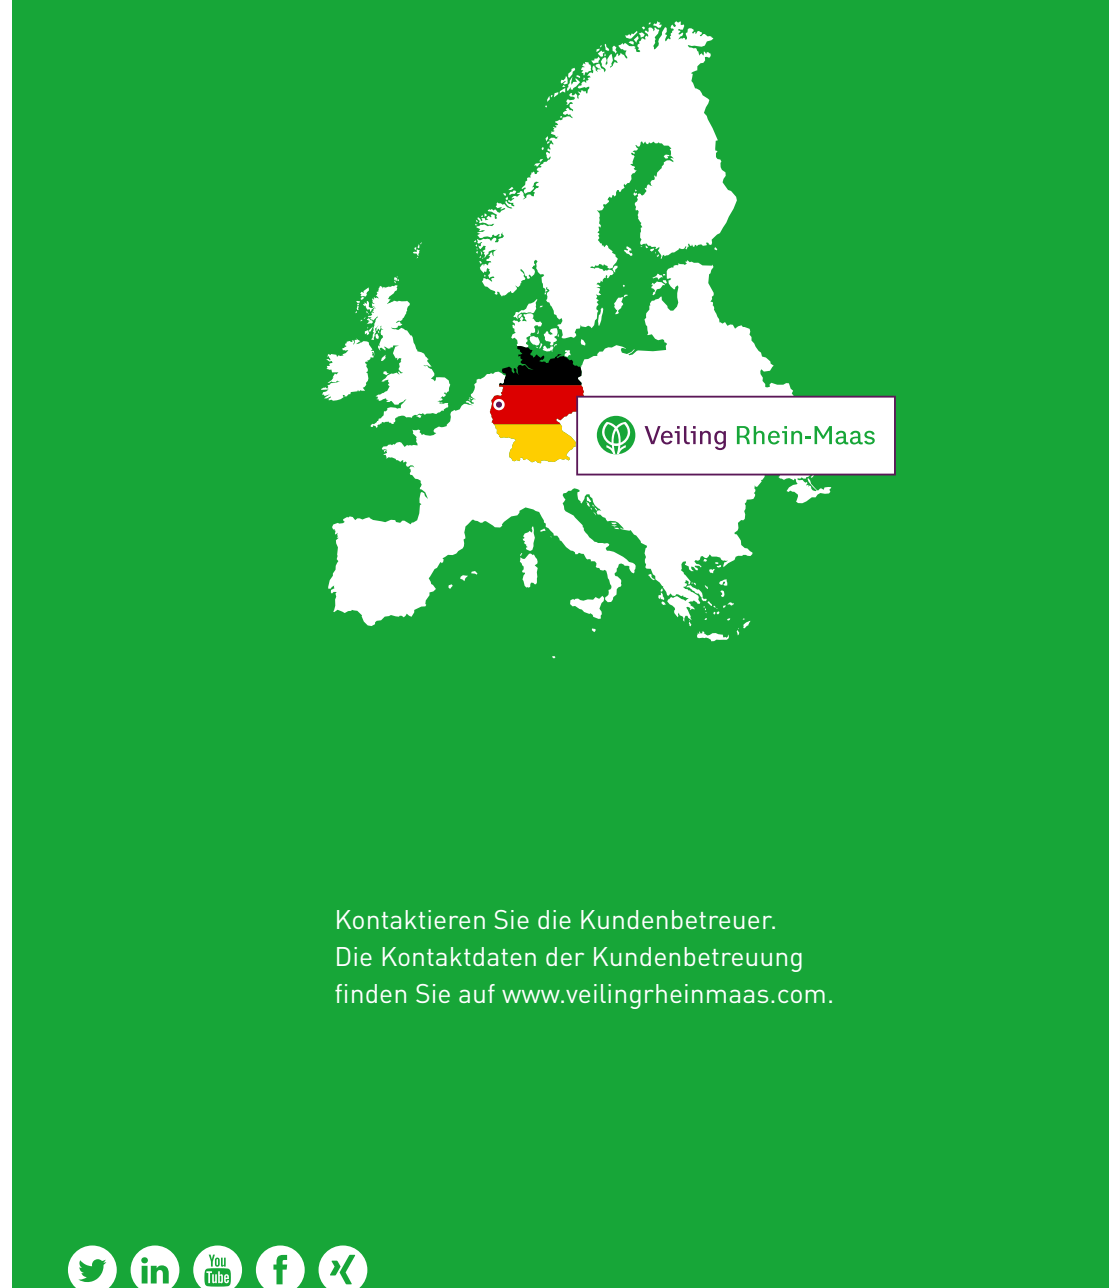 Veiling Rhein-Maas
Kontaktieren Sie die Kundenbetreuer.
Die Kontaktdaten der Kundenbetreuung
finden Sie auf www.veilingrheinmaas.com.
in You Tube f